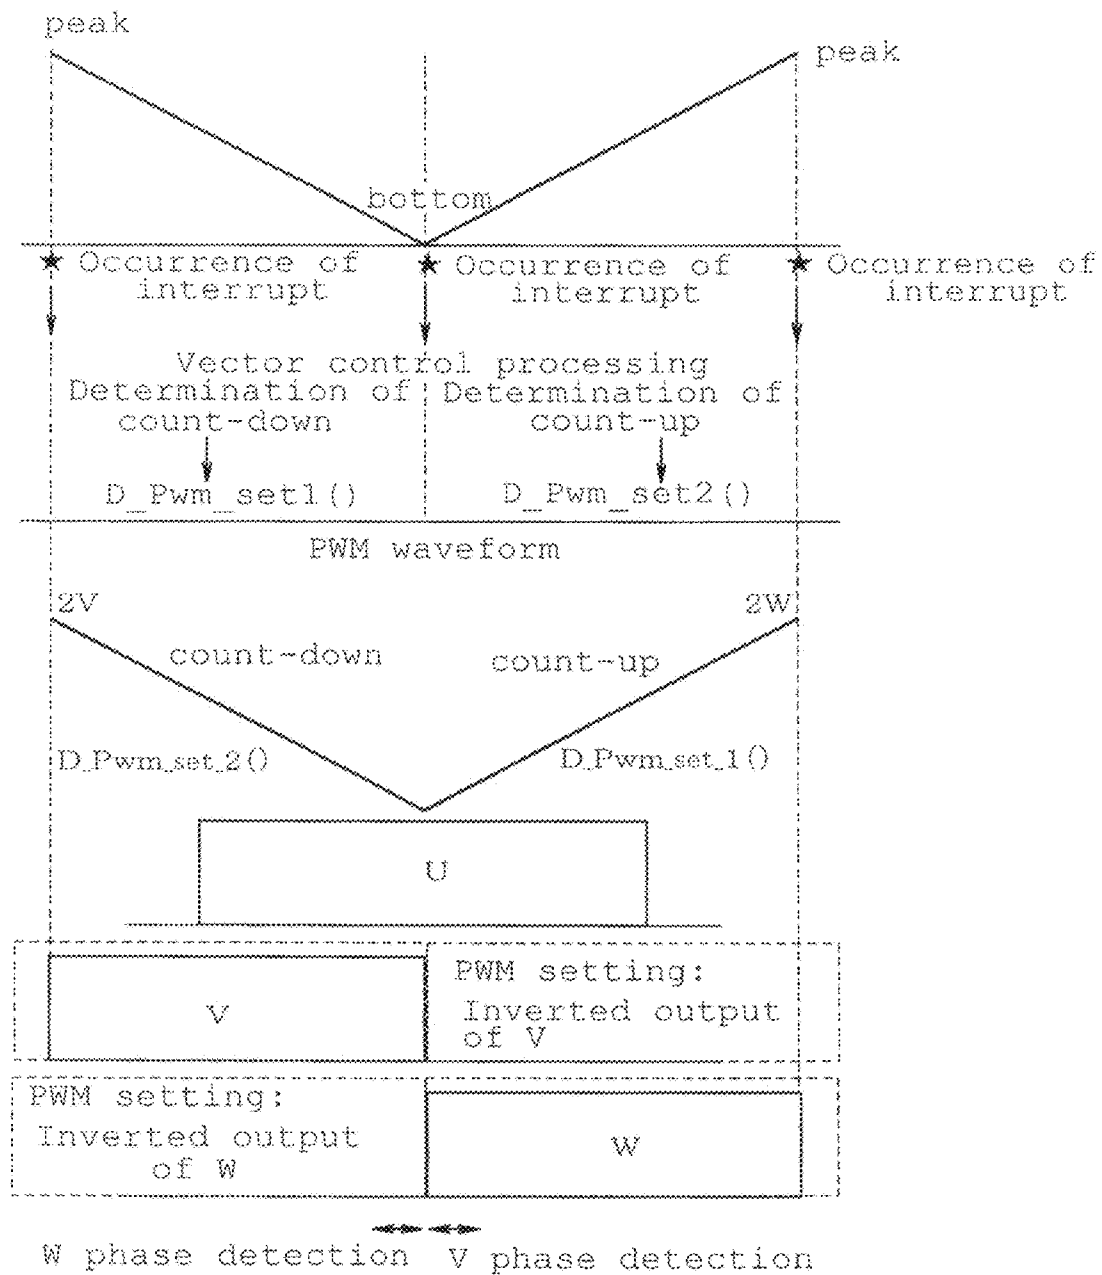 peak
peak
bottom
Occurrence of
interrupt
Occurrence of
interrupt
Occurrence of
interrupt
Vector control processing
Determination of
count-down
Determination of
count-up
D_Pwm_set1()
D_Pwm_set2()
PWM waveform
2V
2W
count-down
count-up
D_Pwm_set_2()
D_Pwm_set_1()
U
V
PWM setting:
Inverted output
of V
PWM setting:
Inverted output
of W
W
W phase detection
V phase detection